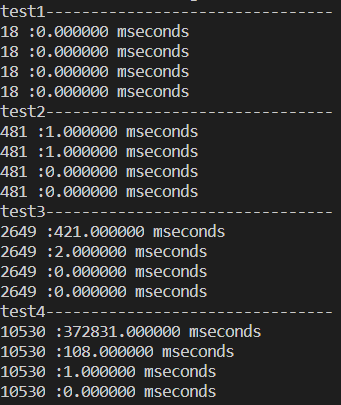 test1--------------------------------
18 :0.000000 mseconds
18 :0.000000 mseconds
18 :0.000000 mseconds
18 :0.000000 mseconds
test2--------------------------------
481 :1.000000 mseconds
481 :1.000000 mseconds
481 :0.000000 mseconds
481 :0.000000 mseconds
test3--------------------------------
2649 :421.000000 mseconds
2649 :2.000000 mseconds
2649 :0.000000 mseconds
2649 :0.000000 mseconds
test4--------------------------------
10530 :372831.000000 mseconds
10530 :108.000000 mseconds
10530 :1.000000 mseconds
10530 :0.000000 mseconds